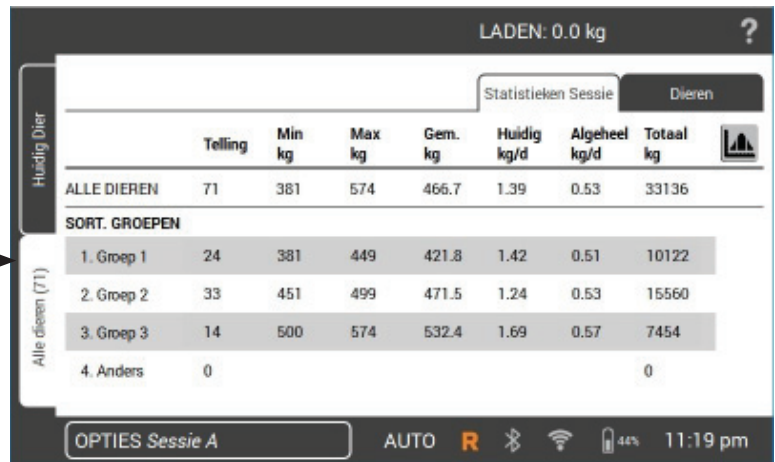 LADEN: 0.0 kg ?
Huidig Dier
Alle dieren (71)
Statistieken Sessie Dieren
Telling Min kg Max kg Gem. kg Huidig kg/d Algeheel kg/d Totaal kg
ALLE DIEREN 71 381 574 466.7 1.39 0.53 33136
SORT. GROEPEN
1. Groep 1 24 381 449 421.8 1.42 0.51 10122
2. Groep 2 33 451 499 471.5 1.24 0.53 15560
3. Groep 3 14 500 574 532.4 1.69 0.57 7454
4. Anders 0 0
OPTIES Sessie A AUTO R 44% 11:19 pm